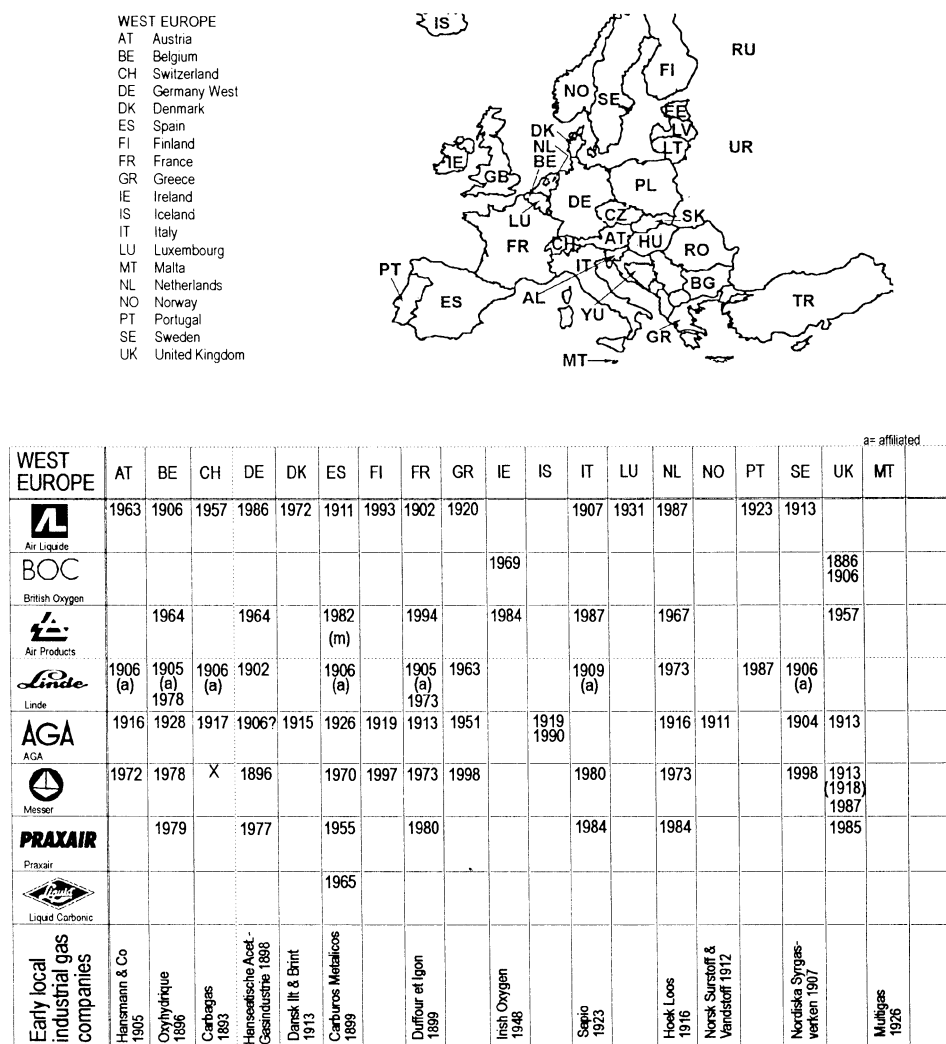 WEST EUROPE
AT Austria
BE Belgium
CH Switzerland
DE Germany West
DK Denmark
ES Spain
FI Finland
FR France
GR Greece
IE Ireland
IS Iceland
IT Italy
LU Luxembourg
MT Malta
NL Netherlands
NO Norway
PT Portugal
SE Sweden
UK United Kingdom
IS
RU
FI
NO
SE
EE
DK
LV
NL
LT
UR
BE
IE
GB
PL
DE
LU
CZ
SK
FR
CH
AT
HU
RO
PT
IT
BG
ES
AL
YU
TR
GR
MT
a= affiliated
WEST EUROPE AT BE CH DE DK ES FI FR GR IE IS IT LU NL NO PT SE UK MT
Air Liquide 1963 1906 1957 1986 1972 1911 1993 1902 1920 1907 1931 1987 1923 1913
BOC British Oxygen 1969 1886 1906
Air Products 1964 1964 1982 (m) 1994 1984 1987 1967 1957
Linde Linde 1906 (a) 1905 (a) 1978 1906 (a) 1902 1906 (a) 1905 (a) 1973 1963 1909 (a) 1973 1987 1906 (a)
AGA AGA 1916 1928 1917 1906? 1915 1926 1919 1913 1951 1919 1990 1916 1911 1904 1913
Messer 1972 1978 X 1896 1970 1997 1973 1998 1980 1973 1998 1913 (1918) 1987
PRAXAIR Praxair 1979 1977 1955 1980 1984 1984 1985
Liquid Liquid Carbonic 1965
Early local industrial gas companies
Hansmann & Co 1905
Oxyhydrique 1896
Carbagas 1893
Hanseatische Acet.-Gasindustrie 1898
Dansk Ilt & Brint 1913
Carburos Metalicos 1899
Duffour et Igon 1899
Irish Oxygen 1948
Sapio 1923
Hoek Loos 1916
Norsk Surstoff & Vandstoff 1912
Nordiska Syrgas-verken 1907
Multigas 1926